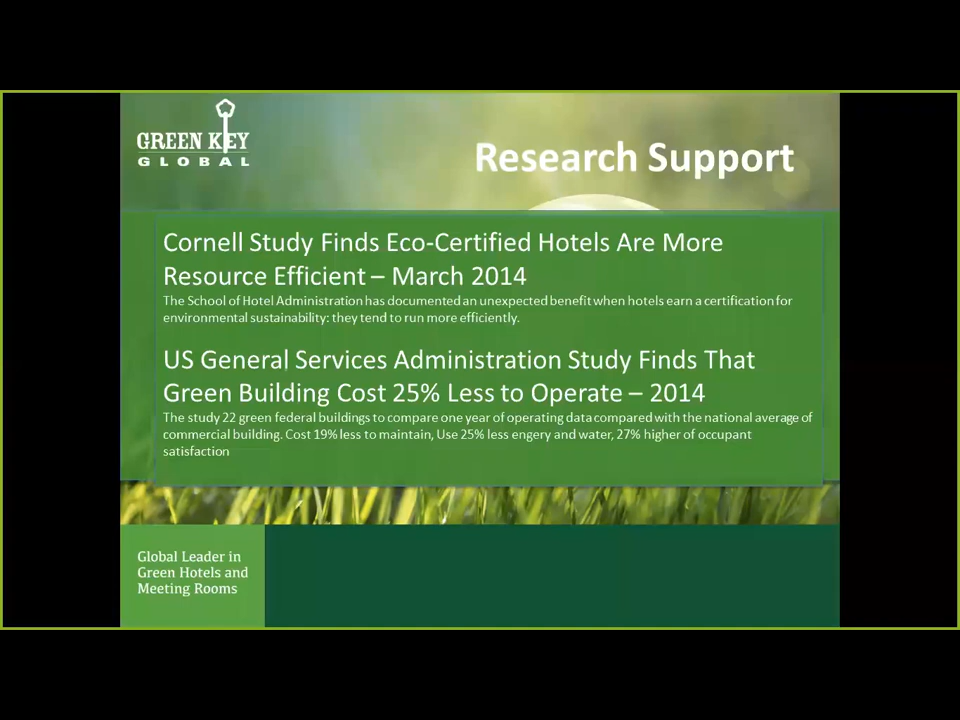 GREEN KEY
GLOBAL
Research Support
Cornell Study Finds Eco-Certified Hotels Are More
Resource Efficient – March 2014
The School of Hotel Administration has documented an unexpected benefit when hotels earn a certification for
environmental sustainability: they tend to run more efficiently.
US General Services Administration Study Finds That
Green Building Cost 25% Less to Operate – 2014
The study 22 green federal buildings to compare one year of operating data compared with the national average of
commercial building. Cost 19% less to maintain, Use 25% less engery and water, 27% higher of occupant
satisfaction
Global Leader in
Green Hotels and
Meeting Rooms